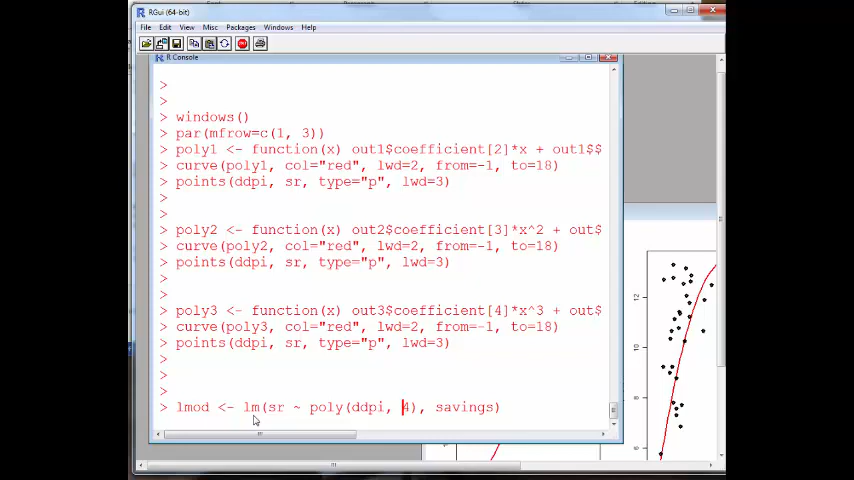 RGui (64-bit)
File Edit View Misc Packages Windows Help
STOP
R Console
>
>
> windows()
> par(mfrow=c(1, 3))
> poly1 <- function(x) out1$coefficient[2]*x + out1$$
> curve(poly1, col="red", lwd=2, from=-1, to=18)
> points(ddpi, sr, type="p", lwd=3)
>
>
> poly2 <- function(x) out2$coefficient[3]*x^2 + out$
> curve(poly2, col="red", lwd=2, from=-1, to=18)
> points(ddpi, sr, type="p", lwd=3)
>
>
> poly3 <- function(x) out3$coefficient[4]*x^3 + out$
> curve(poly3, col="red", lwd=2, from=-1, to=18)
> points(ddpi, sr, type="p", lwd=3)
>
>
>
> lmod <- lm(sr ~ poly(ddpi, 4), savings)
12
10
8
6